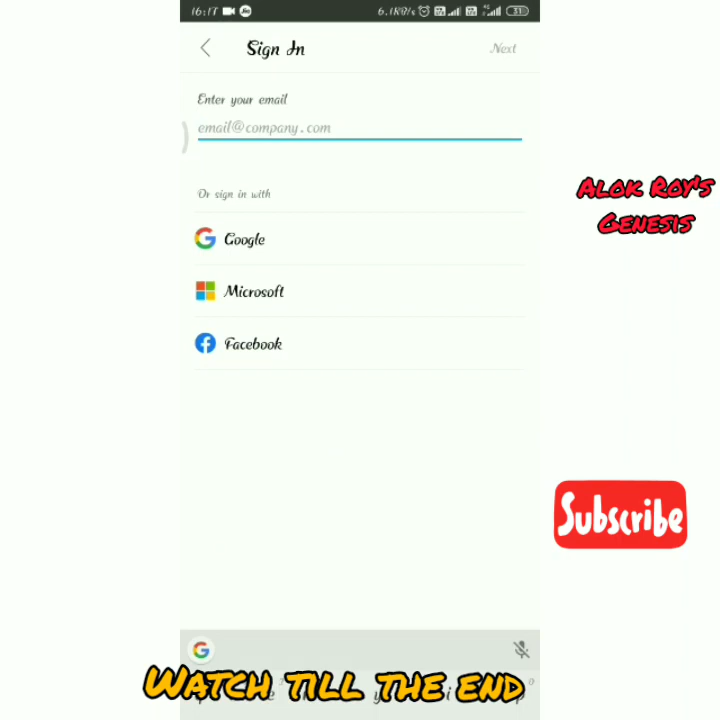 16:17 6.1KB/s 31
Sign In Next
Enter your email
email@company.com
Or sign in with
Google
Microsoft
Facebook
Alok Roy's
Genesis
Subscribe
Watch till the end